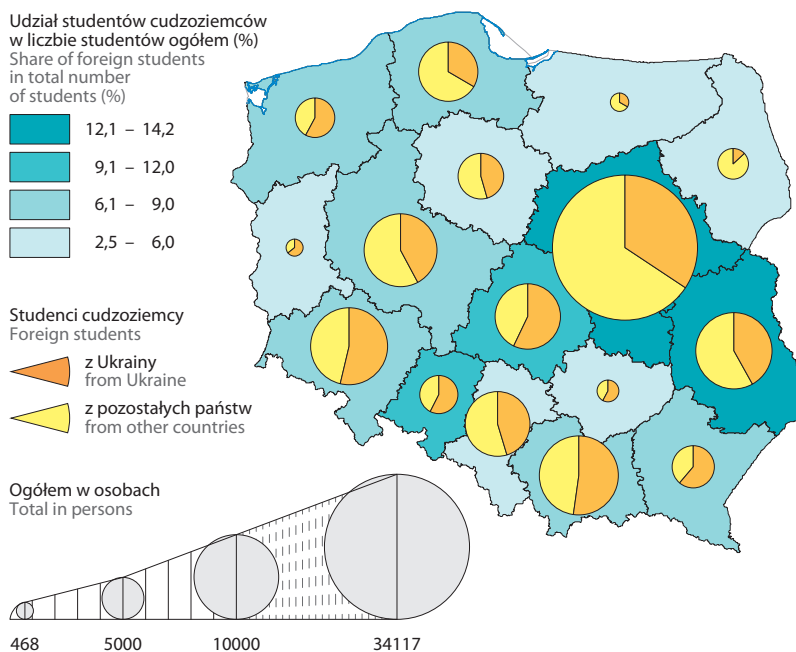 Udział studentów cudzoziemców
w liczbie studentów ogółem (%)
Share of foreign students
in total number
of students (%)
12,1 – 14,2
9,1 – 12,0
6,1 – 9,0
2,5 – 6,0
Studenci cudzoziemcy
Foreign students
z Ukrainy
from Ukraine
z pozostałych państw
from other countries
Ogółem w osobach
Total in persons
468 5000 10000 34117